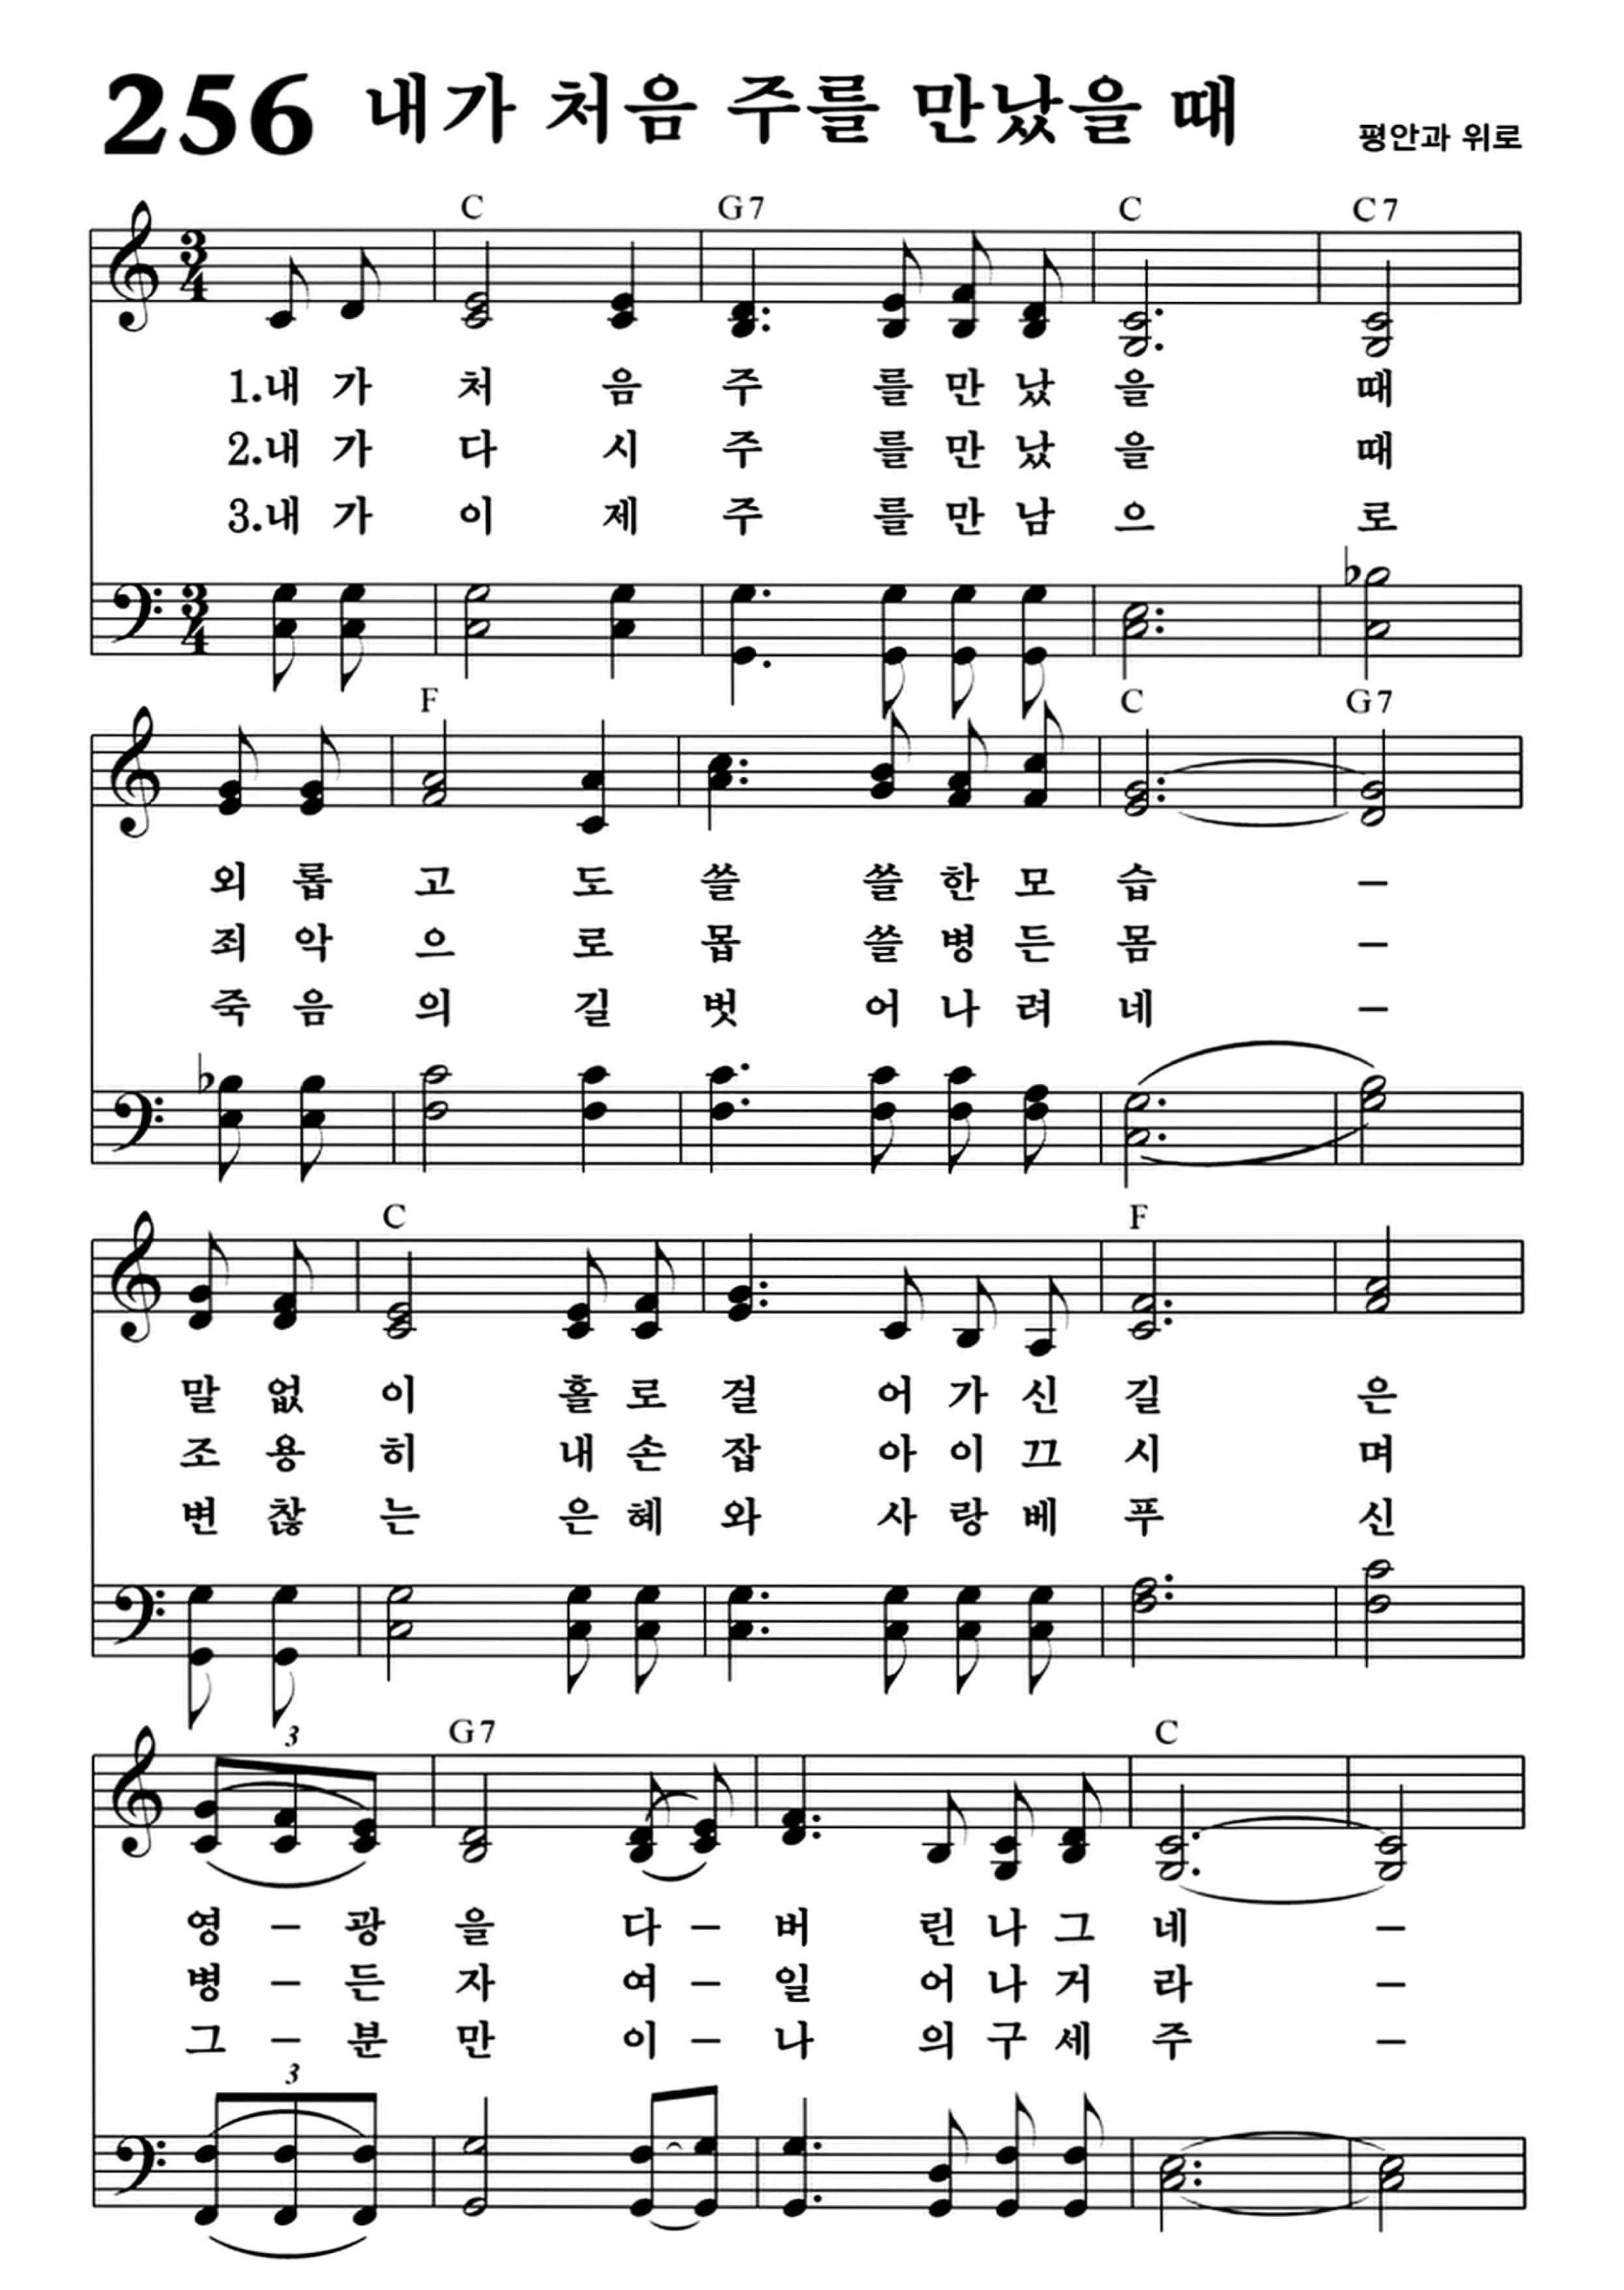 256 내가 처음 주를 만났을 때
평안과 위로
C G7 C C7
3/4
1.내 가 처 음 주 를 만 났 을 때
2.내 가 다 시 주 를 만 났 을 때
3.내 가 이 제 주 를 만 남 으 로
3/4
F C G7
외 롭 고 도 쓸 쓸 한 모 습 –
죄 악 으 로 몹 쓸 병 든 몸 –
죽 음 의 길 벗 어 나 려 네 –
C F
말 없 이 홀 로 걸 어 가 신 길 은
조 용 히 내 손 잡 아 이 끄 시 며
변 찮 는 은 혜 와 사 랑 베 푸 신
3 G7 C
영 – 광 을 다 – 버 린 나 그 네 –
병 – 든 자 여 – 일 어 나 거 라 –
그 – 분 만 이 – 나 의 구 세 주 –
3